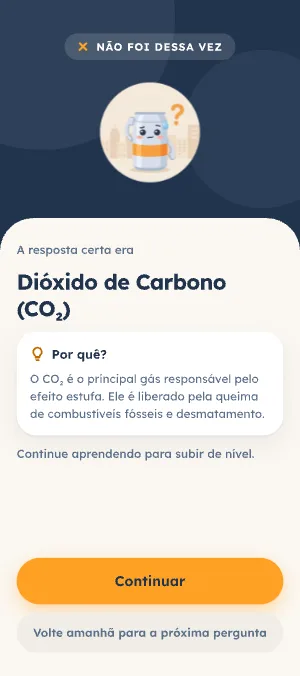 NÃO FOI DESSA VEZ
?
A resposta certa era
Dióxido de Carbono
(CO₂)
Por quê?
O CO₂ é o principal gás responsável pelo
efeito estufa. Ele é liberado pela queima
de combustíveis fósseis e desmatamento.
Continue aprendendo para subir de nível.
Continuar
Volte amanhã para a próxima pergunta